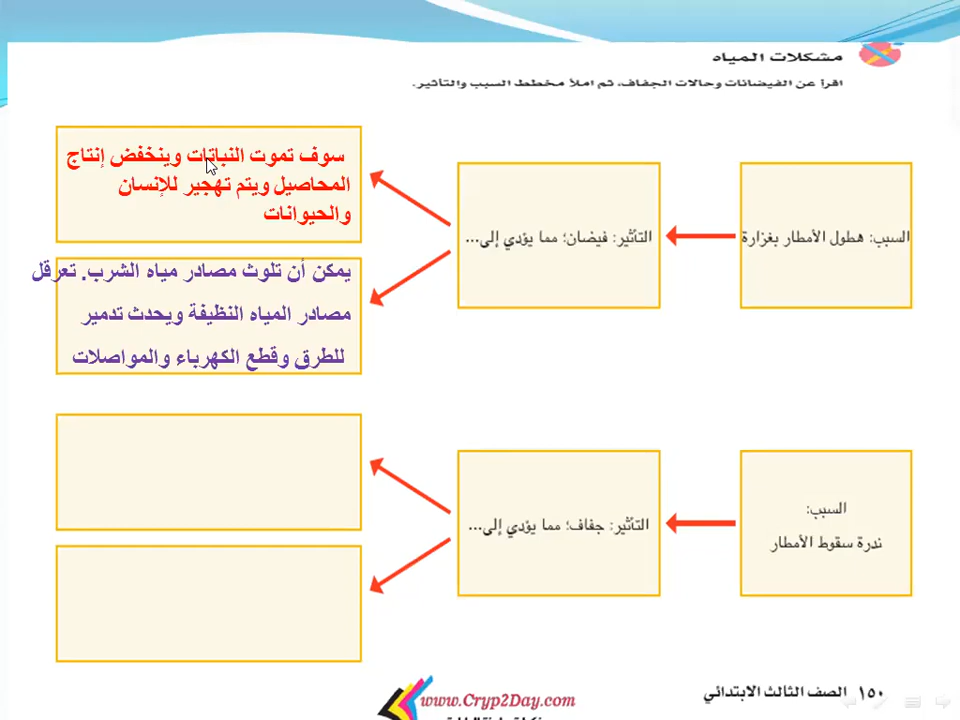 مشكلات المياه
اقرأ عن الفيضانات وحالات الجفاف، ثم املأ مخطط السبب والتأثير.
السبب: هطول الأمطار بغزارة
التأثير: فيضان؛ مما يؤدي إلى...
سوف تموت النباتات وينخفض إنتاج
المحاصيل ويتم تهجير للإنسان
والحيوانات
يمكن أن تلوث مصادر مياه الشرب. تعرقل
مصادر المياه النظيفة ويحدث تدمير
للطرق وقطع الكهرباء والمواصلات
السبب:
ندرة سقوط الأمطار
التأثير: جفاف؛ مما يؤدي إلى...
١٥٠ الصف الثالث الابتدائي
www.Cryp2Day.com